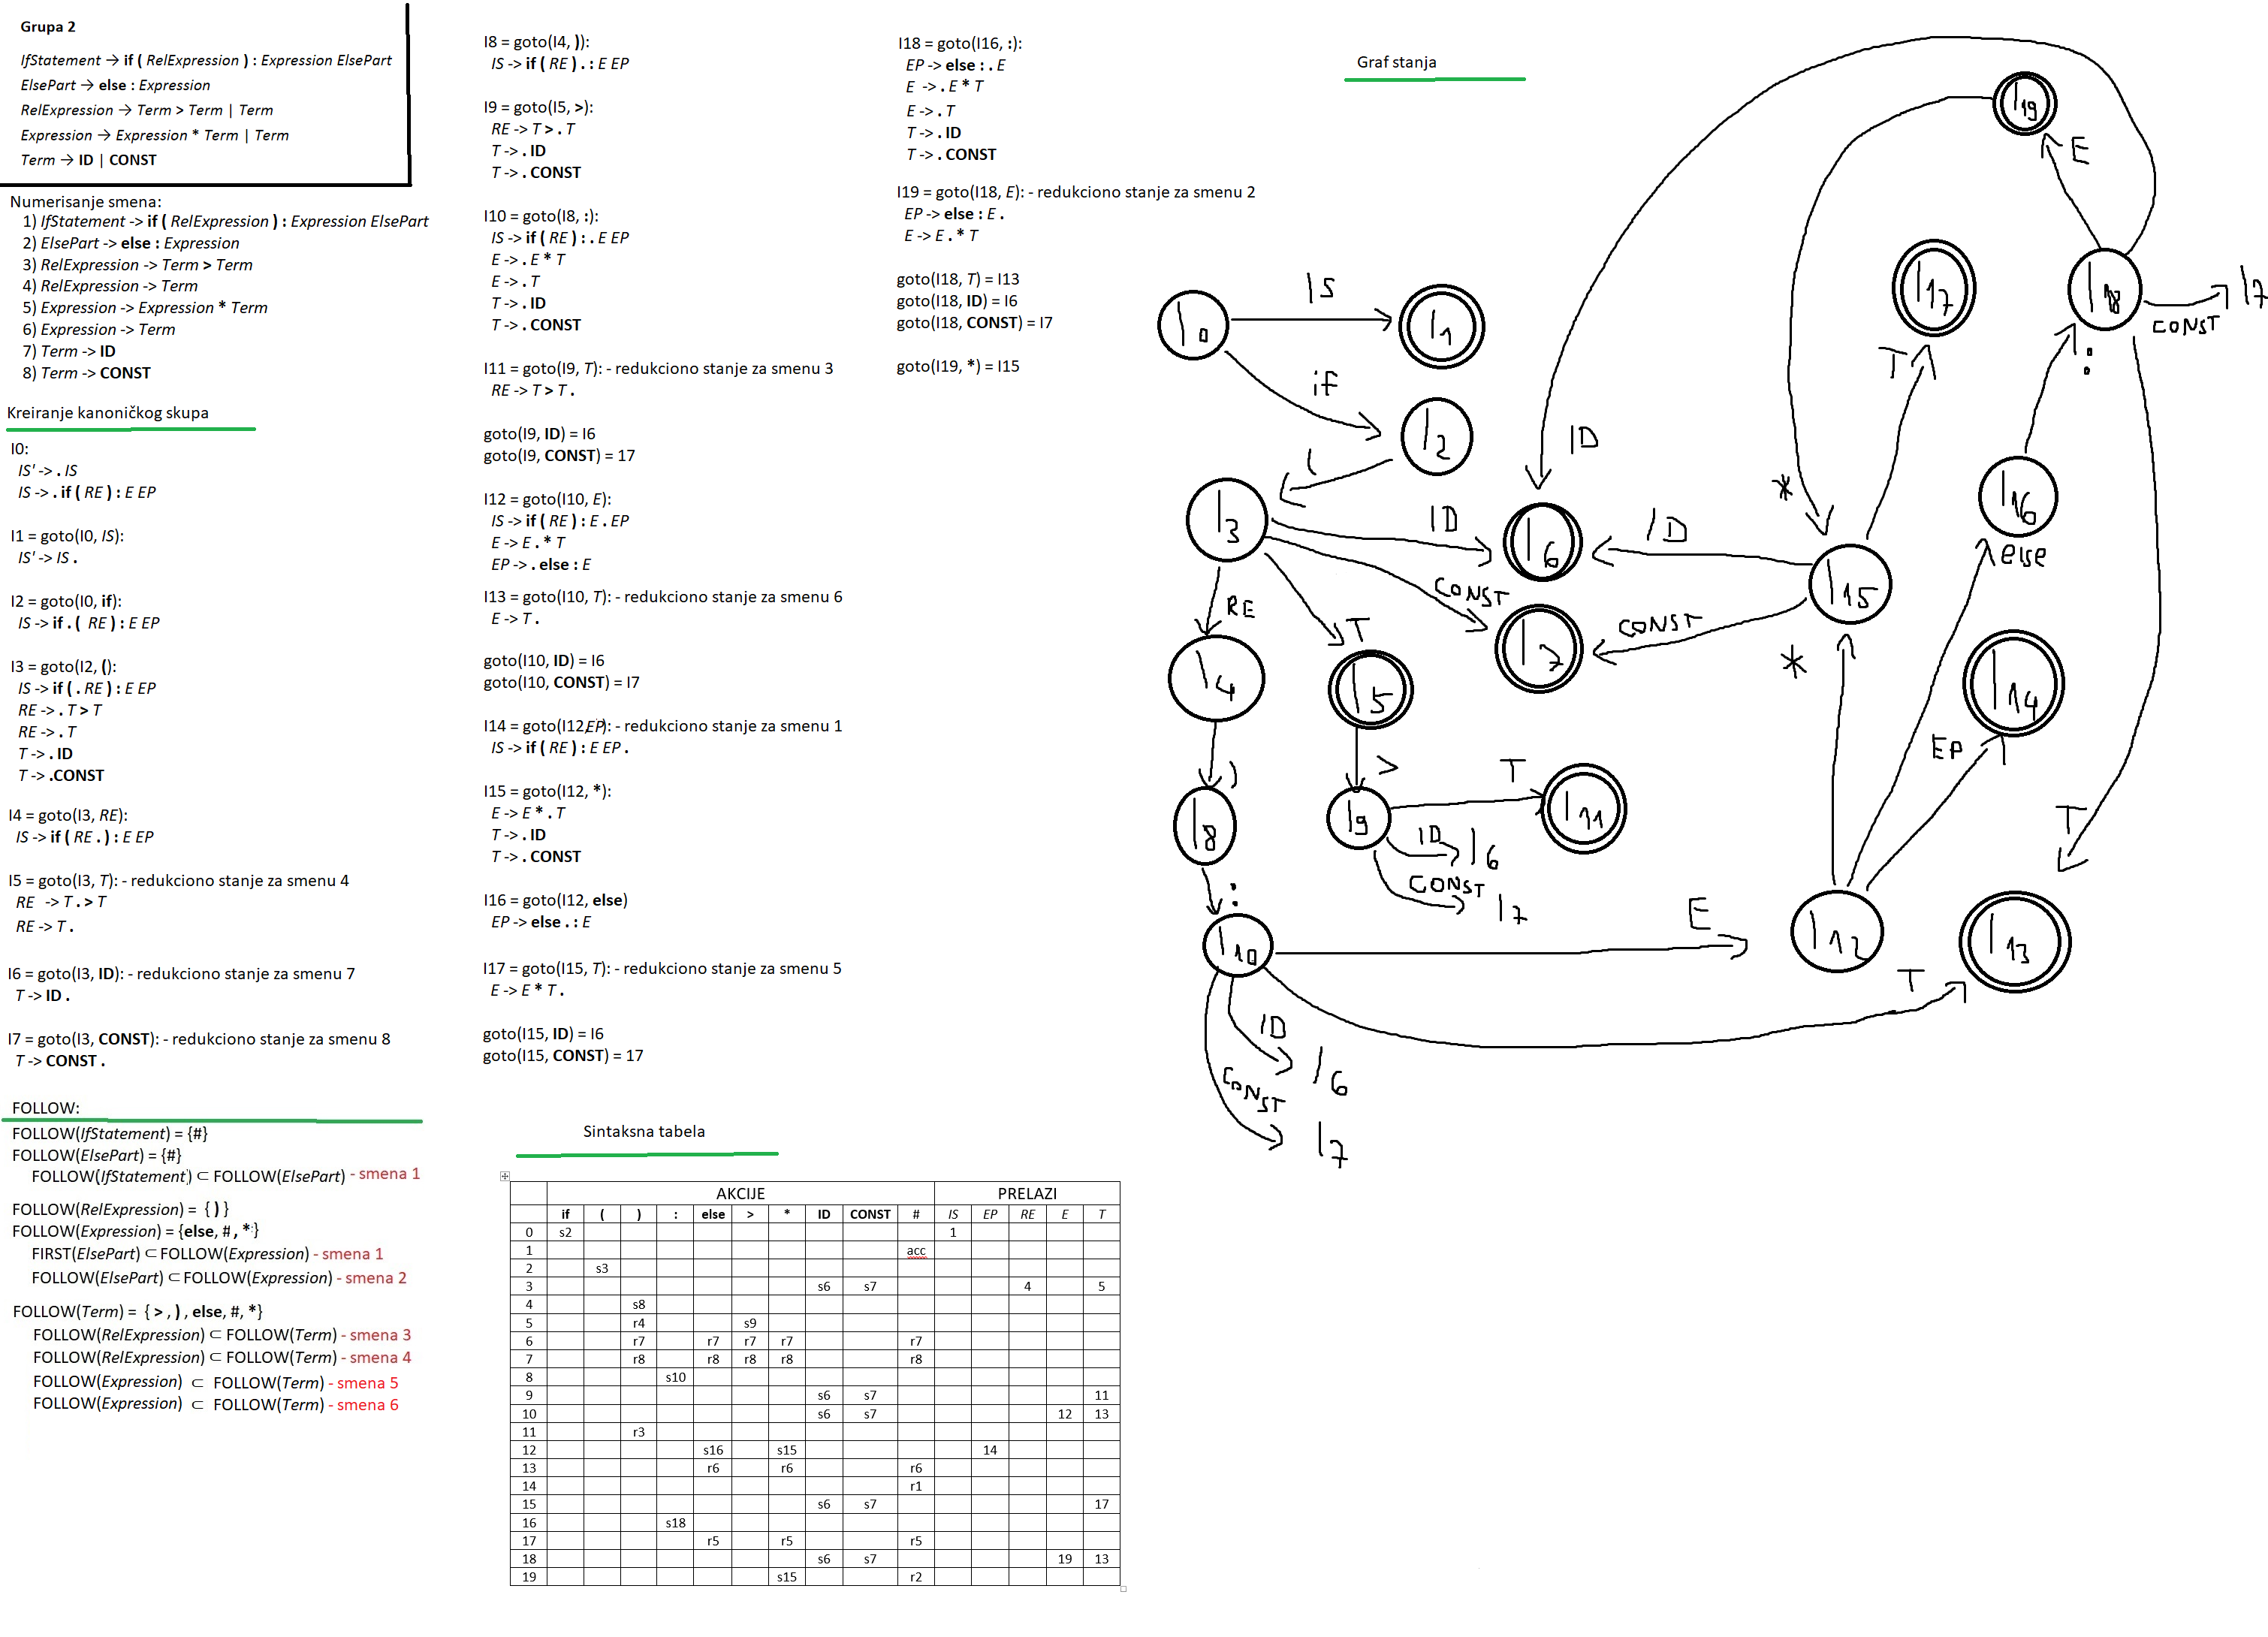 Grupa 2
IfStatement → if ( RelExpression ) : Expression ElsePart
ElsePart → else : Expression
RelExpression → Term > Term | Term
Expression → Expression * Term | Term
Term → ID | CONST
Numerisanje smena:
1) IfStatement -> if ( RelExpression ) : Expression ElsePart
2) ElsePart -> else : Expression
3) RelExpression -> Term > Term
4) RelExpression -> Term
5) Expression -> Expression * Term
6) Expression -> Term
7) Term -> ID
8) Term -> CONST
Kreiranje kanoničkog skupa
I0:
IS' -> . IS
IS -> . if ( RE ) : E EP
I1 = goto(I0, IS):
IS' -> IS .
I2 = goto(I0, if):
IS -> if . ( RE ) : E EP
I3 = goto(I2, ():
IS -> if ( . RE ) : E EP
RE -> . T > T
RE -> . T
T -> . ID
T -> .CONST
I4 = goto(I3, RE):
IS -> if ( RE . ) : E EP
I5 = goto(I3, T): - redukciono stanje za smenu 4
RE -> T . > T
RE -> T .
I6 = goto(I3, ID): - redukciono stanje za smenu 7
T -> ID .
I7 = goto(I3, CONST): - redukciono stanje za smenu 8
T -> CONST .
FOLLOW:
FOLLOW(IfStatement) = {#}
FOLLOW(ElsePart) = {#}
FOLLOW(IfStatement) ⊂ FOLLOW(ElsePart) - smena 1
FOLLOW(RelExpression) = { ) }
FOLLOW(Expression) = {else, #, *}
FIRST(ElsePart) ⊂ FOLLOW(Expression) - smena 1
FOLLOW(ElsePart) ⊂ FOLLOW(Expression) - smena 2
FOLLOW(Term) = { > , ) , else, #, *}
FOLLOW(RelExpression) ⊂ FOLLOW(Term) - smena 3
FOLLOW(RelExpression) ⊂ FOLLOW(Term) - smena 4
FOLLOW(Expression) ⊂ FOLLOW(Term) - smena 5
FOLLOW(Expression) ⊂ FOLLOW(Term) - smena 6
I8 = goto(I4, )):
IS -> if ( RE ) . : E EP
I9 = goto(I5, >):
RE -> T > . T
T -> . ID
T -> . CONST
I10 = goto(I8, :):
IS -> if ( RE ) : . E EP
E -> . E * T
E -> . T
T -> . ID
T -> . CONST
I11 = goto(I9, T): - redukciono stanje za smenu 3
RE -> T > T .
goto(I9, ID) = I6
goto(I9, CONST) = 17
I12 = goto(I10, E):
IS -> if ( RE ) : E . EP
E -> E . * T
EP -> . else : E
I13 = goto(I10, T): - redukciono stanje za smenu 6
E -> T .
goto(I10, ID) = I6
goto(I10, CONST) = I7
I14 = goto(I12,EP): - redukciono stanje za smenu 1
IS -> if ( RE ) : E EP .
I15 = goto(I12, *):
E -> E * . T
T -> . ID
T -> . CONST
I16 = goto(I12, else)
EP -> else . : E
I17 = goto(I15, T): - redukciono stanje za smenu 5
E -> E * T .
goto(I15, ID) = I6
goto(I15, CONST) = 17
I18 = goto(I16, :):
EP -> else : . E
E -> . E * T
E -> . T
T -> . ID
T -> . CONST
I19 = goto(I18, E): - redukciono stanje za smenu 2
EP -> else : E .
E -> E . * T
goto(I18, T) = I13
goto(I18, ID) = I6
goto(I18, CONST) = I7
goto(I19, *) = I15
Sintaksna tabela
AKCIJE PRELAZI
if ( ) : else > * ID CONST # IS EP RE E T
0 s2 1
1 acc
2 s3
3 s6 s7 4 5
4 s8
5 r4 s9
6 r7 r7 r7 r7 r7
7 r8 r8 r8 r8 r8
8 s10
9 s6 s7 11
10 s6 s7 12 13
11 r3
12 s16 s15 14
13 r6 r6 r6
14 r1
15 s6 s7 17
16 s18
17 r5 r5 r5
18 s6 s7 19 13
19 s15 r2
Graf stanja
I19
E
I17
I18
I7
CONST
IS
I0
I1
T
:
iF
I2
ID
(
*
I16
I3
ID
I6
ID
else
CONST
I15
RE
T
I7
CONST
*
I4
I5
I14
EP
)
>
T
I8
I9
I11
T
ID
I6
CONST
I7
:
E
I10
I12
I13
T
ID
I6
CONST
I7